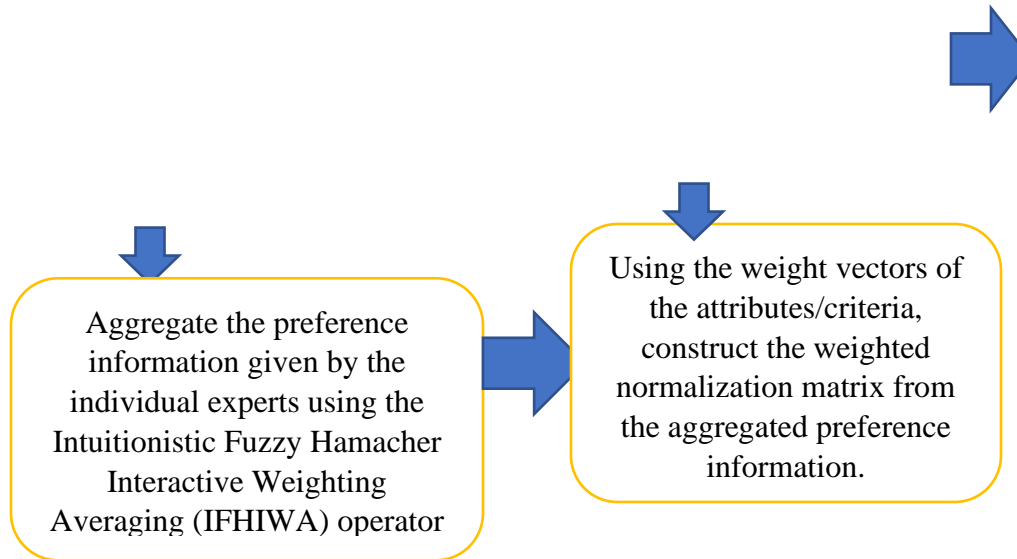 Aggregate the preference
information given by the
individual experts using the
Intuitionistic Fuzzy Hamacher
Interactive Weighting
Averaging (IFHIWA) operator
Using the weight vectors of
the attributes/criteria,
construct the weighted
normalization matrix from
the aggregated preference
information.